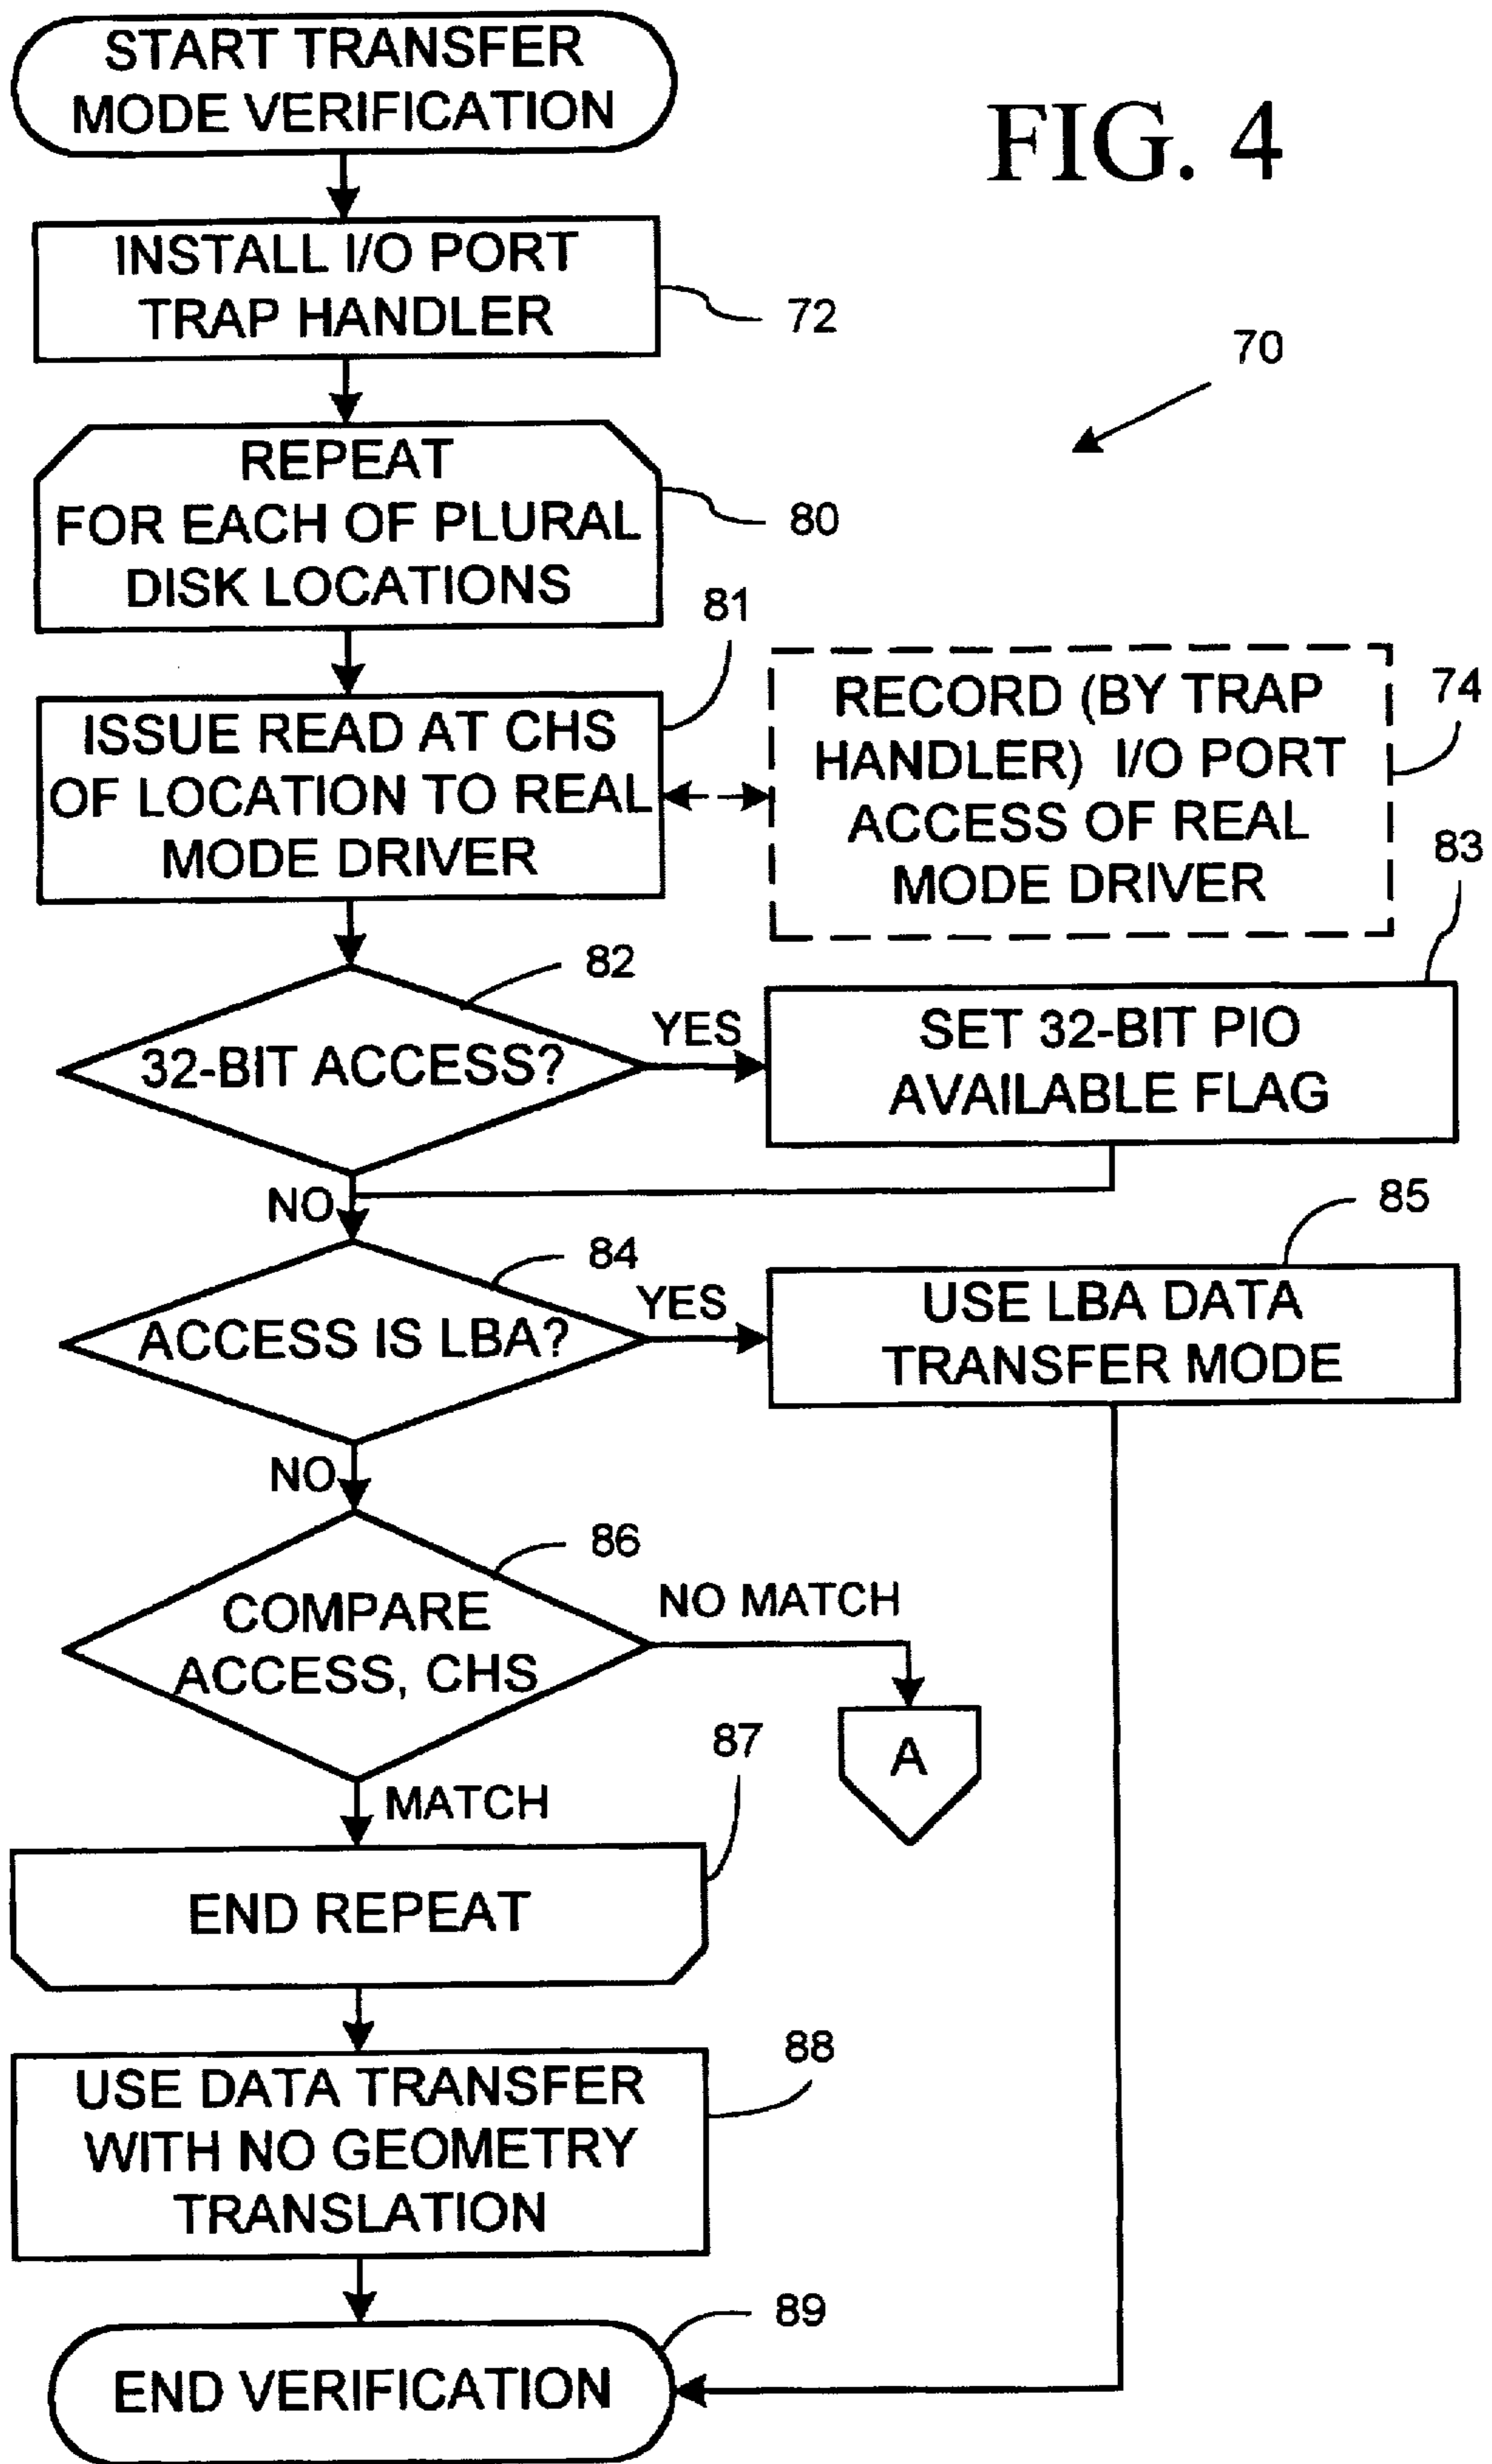 START TRANSFER
MODE VERIFICATION
FIG. 4
INSTALL I/O PORT
TRAP HANDLER
72
70
REPEAT
FOR EACH OF PLURAL
DISK LOCATIONS
80
81
ISSUE READ AT CHS
OF LOCATION TO REAL
MODE DRIVER
RECORD (BY TRAP
HANDLER) I/O PORT
ACCESS OF REAL
MODE DRIVER
74
82
32-BIT ACCESS?
YES
83
SET 32-BIT PIO
AVAILABLE FLAG
NO
84
ACCESS IS LBA?
YES
85
USE LBA DATA
TRANSFER MODE
NO
86
COMPARE
ACCESS, CHS
NO MATCH
A
MATCH
87
END REPEAT
88
USE DATA TRANSFER
WITH NO GEOMETRY
TRANSLATION
89
END VERIFICATION